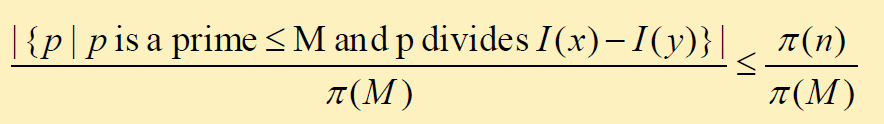 |{p | p is a prime ≤ M and p divides I(x) − I(y)}| / π(M) ≤ π(n) / π(M)